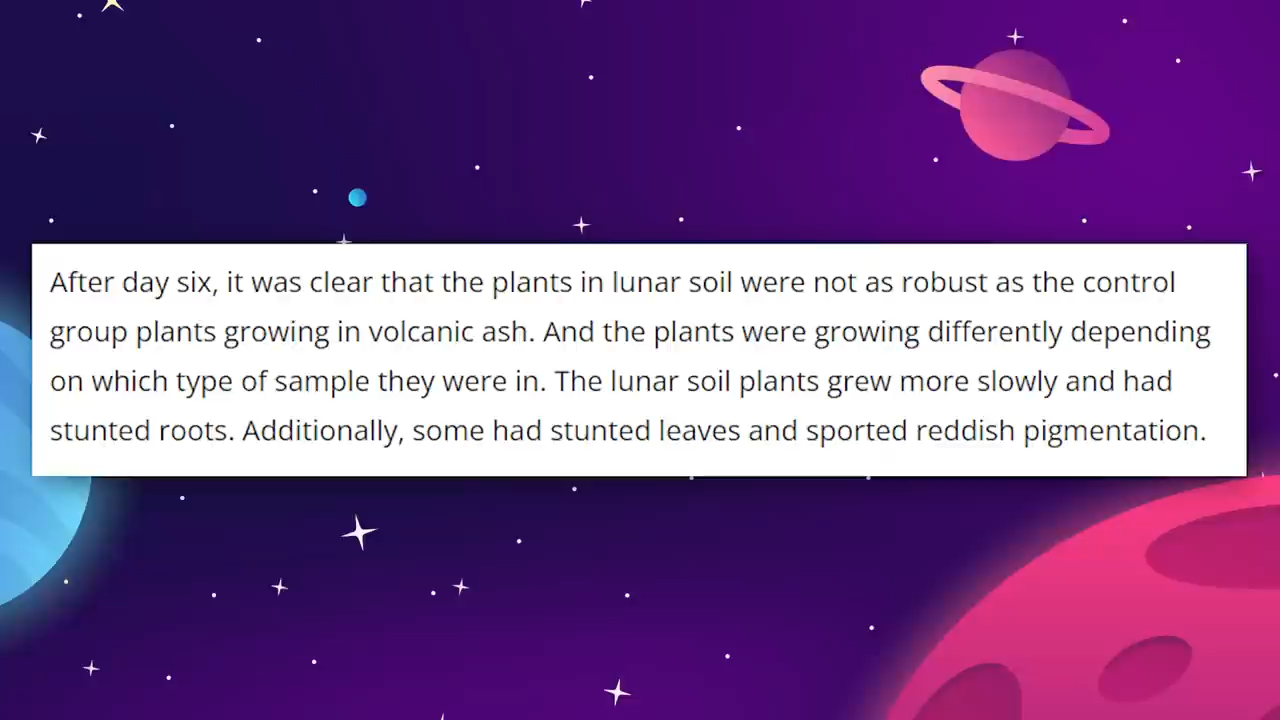 After day six, it was clear that the plants in lunar soil were not as robust as the control
group plants growing in volcanic ash. And the plants were growing differently depending
on which type of sample they were in. The lunar soil plants grew more slowly and had
stunted roots. Additionally, some had stunted leaves and sported reddish pigmentation.